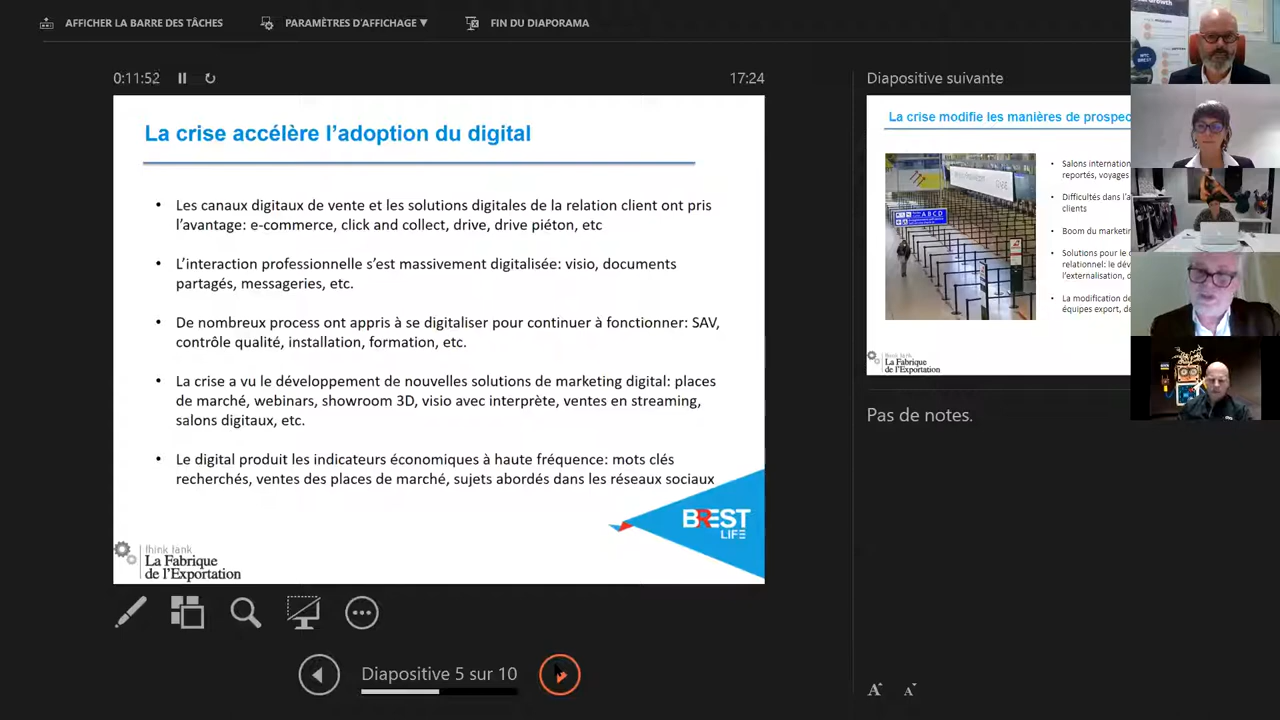 AFFICHER LA BARRE DES TÂCHES
PARAMÈTRES D'AFFICHAGE ▼
FIN DU DIAPORAMA
0:11:52
17:24
La crise accélère l’adoption du digital
• Les canaux digitaux de vente et les solutions digitales de la relation client ont pris
l’avantage: e-commerce, click and collect, drive, drive piéton, etc
• L’interaction professionnelle s’est massivement digitalisée: visio, documents
partagés, messageries, etc.
• De nombreux process ont appris à se digitaliser pour continuer à fonctionner: SAV,
contrôle qualité, installation, formation, etc.
• La crise a vu le développement de nouvelles solutions de marketing digital: places
de marché, webinars, showroom 3D, visio avec interprète, ventes en streaming,
salons digitaux, etc.
• Le digital produit les indicateurs économiques à haute fréquence: mots clés
recherchés, ventes des places de marché, sujets abordés dans les réseaux sociaux
BREST
LIFE
think tank
La Fabrique
de l’Exportation
Diapositive 5 sur 10
Diapositive suivante
La crise modifie les manières de prospec
• Salons internation
reportés, voyages
• Difficultés dans l’a
clients
• Boom du marketin
• Solutions pour le
relationnel: le dév
l’externalisation, d
• La modification de
équipes export, de
ABCD
think tank
La Fabrique
de l’Exportation
Pas de notes.
A A
WTC
BREST